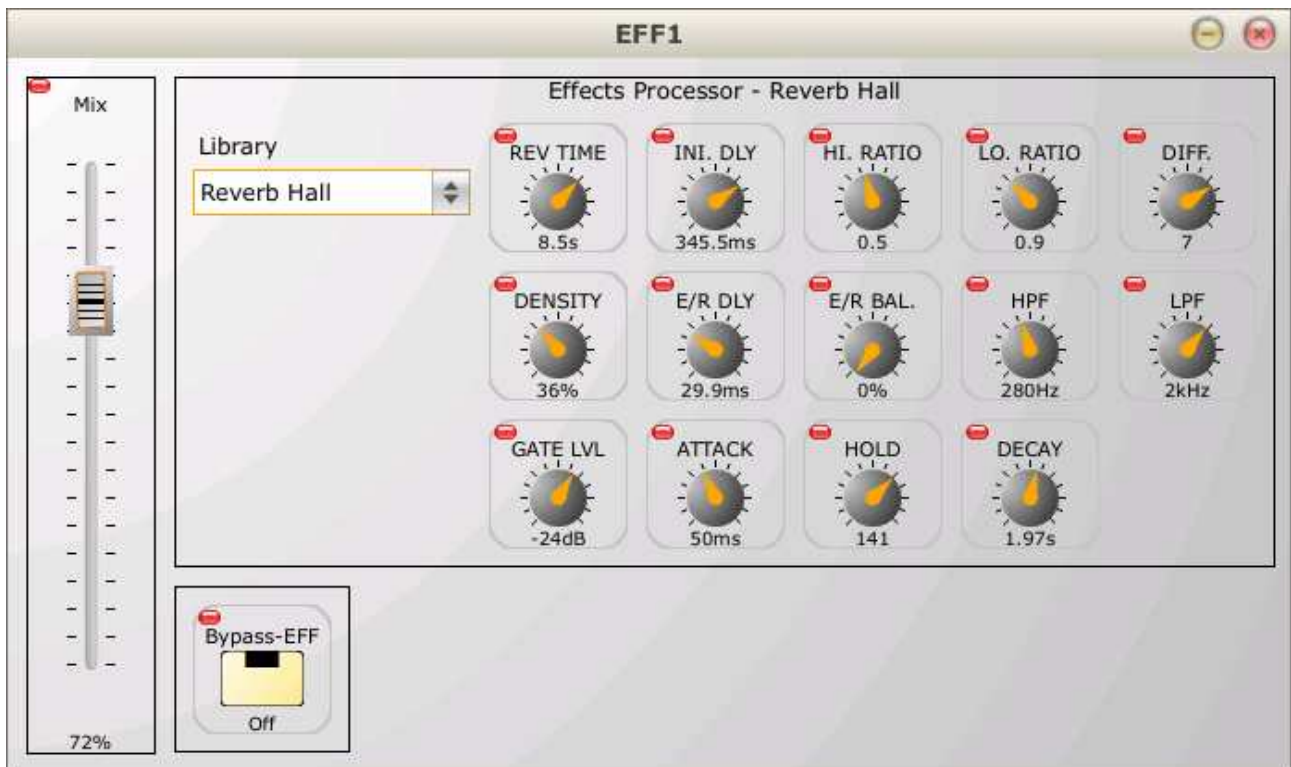 EFF1
Mix
Effects Processor - Reverb Hall
Library
Reverb Hall
REV TIME
8.5s
INI. DLY
345.5ms
HI. RATIO
0.5
LO. RATIO
0.9
DIFF.
7
DENSITY
36%
E/R DLY
29.9ms
E/R BAL.
0%
HPF
280Hz
LPF
2kHz
GATE LVL
-24dB
ATTACK
50ms
HOLD
141
DECAY
1.97s
Bypass-EFF
Off
72%